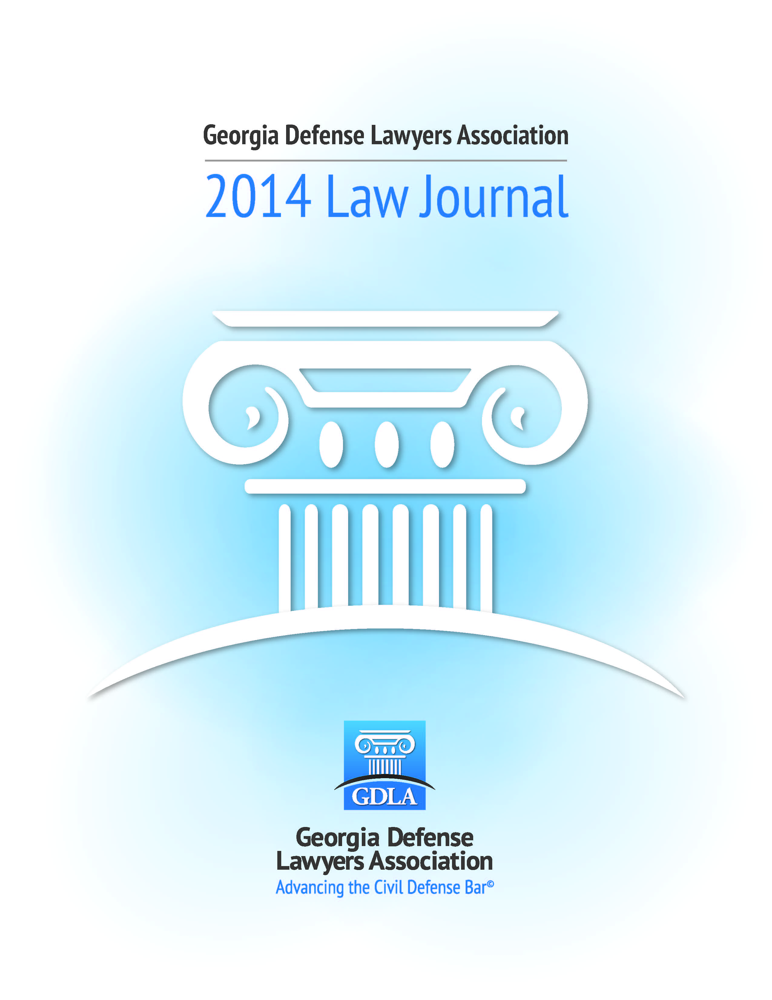 Georgia Defense Lawyers Association
2014 Law Journal
GDLA
Georgia Defense
Lawyers Association
Advancing the Civil Defense Bar©